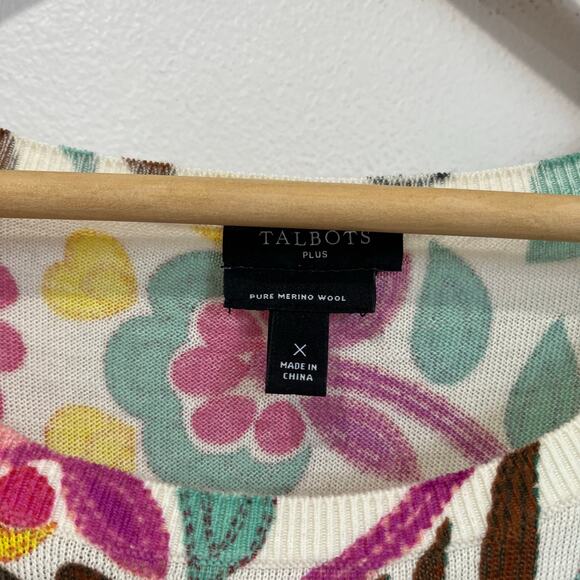 TALBOTS
PLUS
PURE MERINO WOOL
X
MADE IN
CHINA